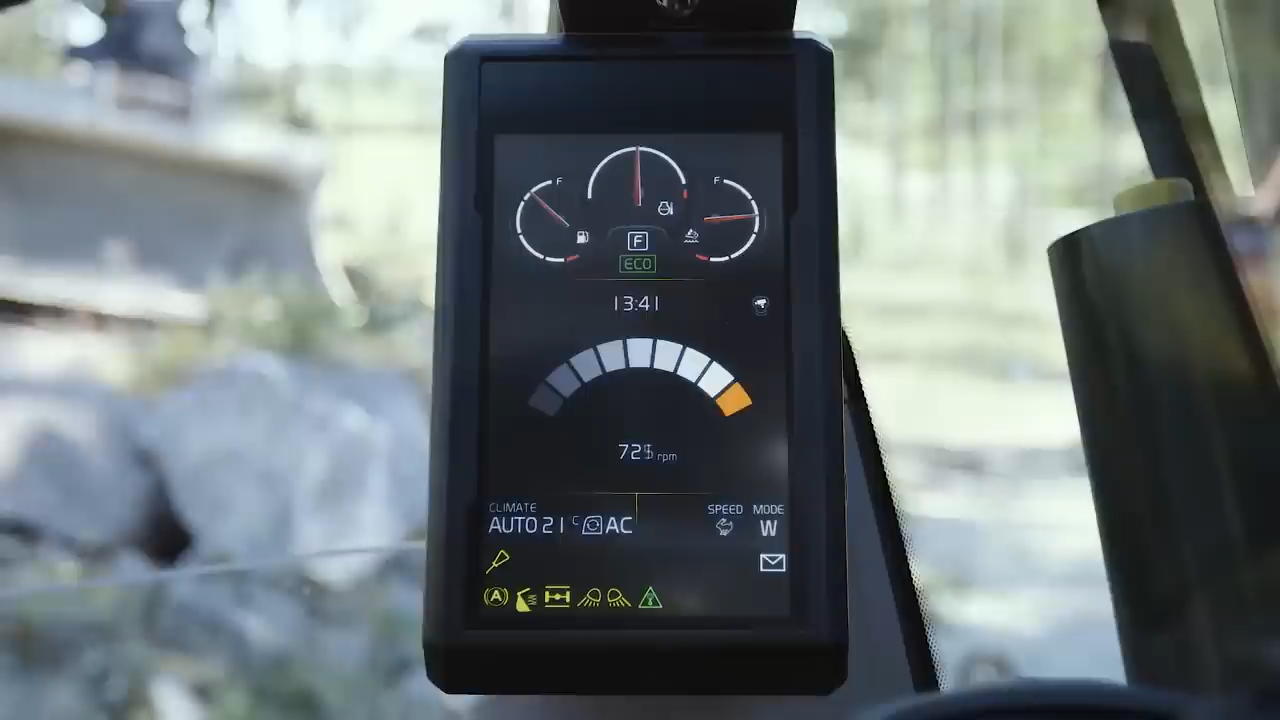 F
F
F
ECO
13:41
rpm
CLIMATE
AUTO 21 C AC
SPEED MODE
W
A